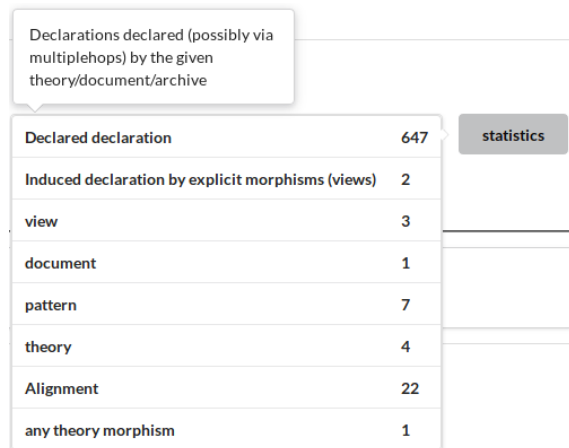 Declarations declared (possibly via
multiplehops) by the given
theory/document/archive
Declared declaration 647
statistics
Induced declaration by explicit morphisms (views) 2
view 3
document 1
pattern 7
theory 4
Alignment 22
any theory morphism 1